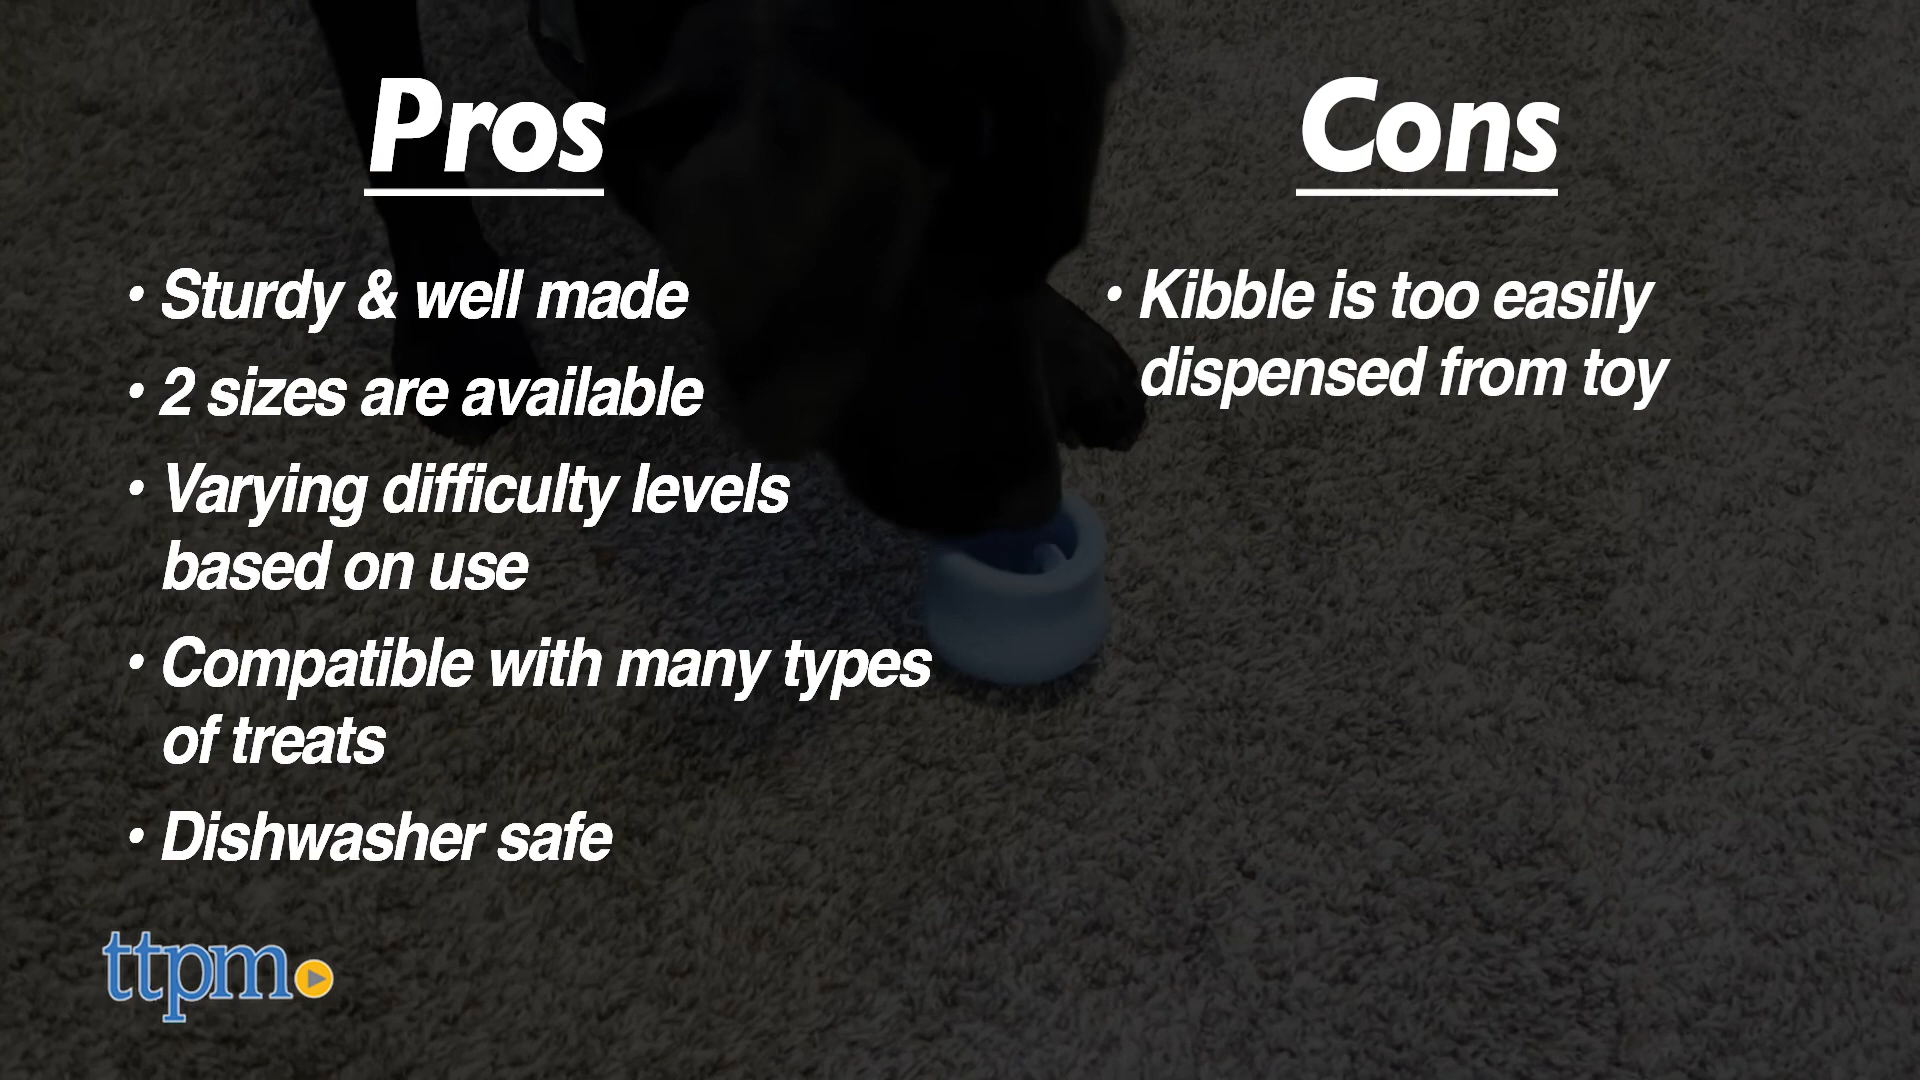 Pros
• Sturdy & well made
• 2 sizes are available
• Varying difficulty levels
based on use
• Compatible with many types
of treats
• Dishwasher safe
Cons
• Kibble is too easily
dispensed from toy
ttpm